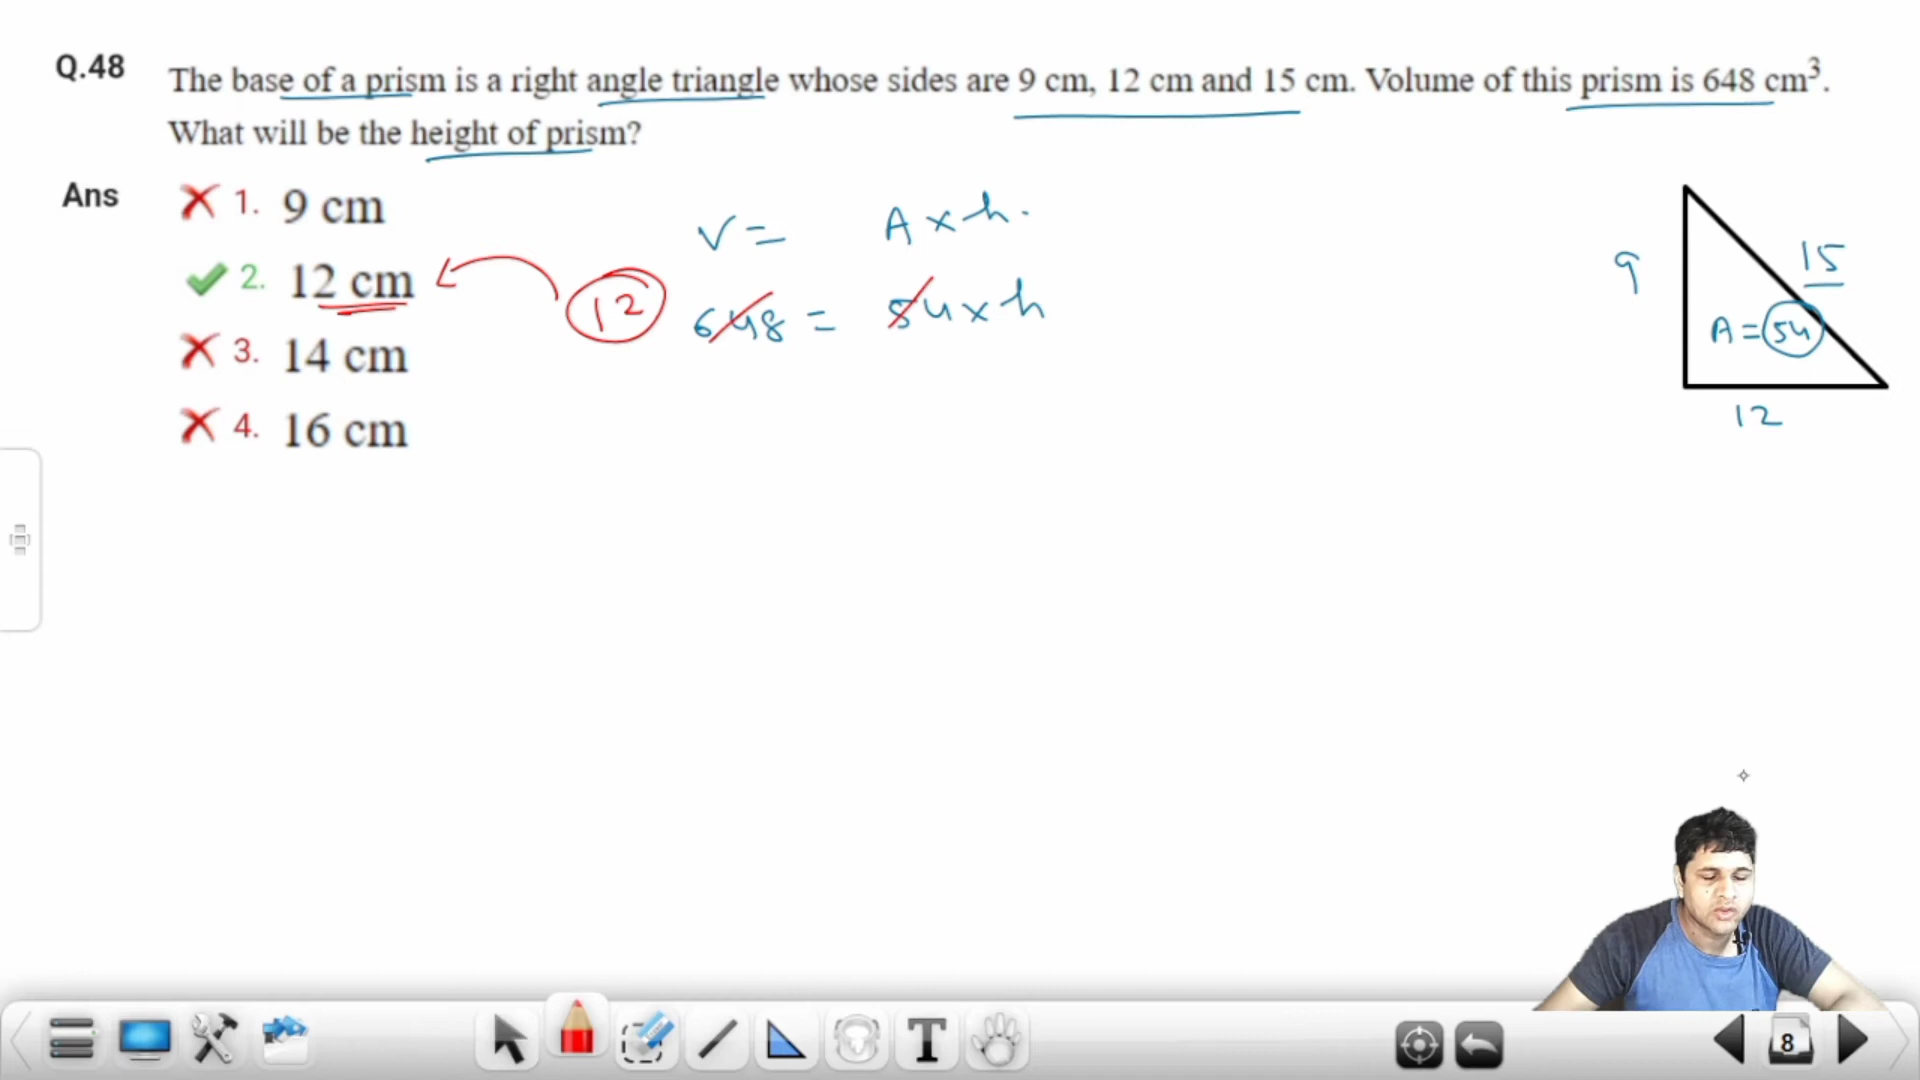 Q.48 The base of a prism is a right angle triangle whose sides are 9 cm, 12 cm and 15 cm. Volume of this prism is 648 cm³.
What will be the height of prism?
Ans 1. 9 cm
2. 12 cm
3. 14 cm
4. 16 cm
V = A × h.
12 648 = 54 × h
9
15
A = 54
12
T
8